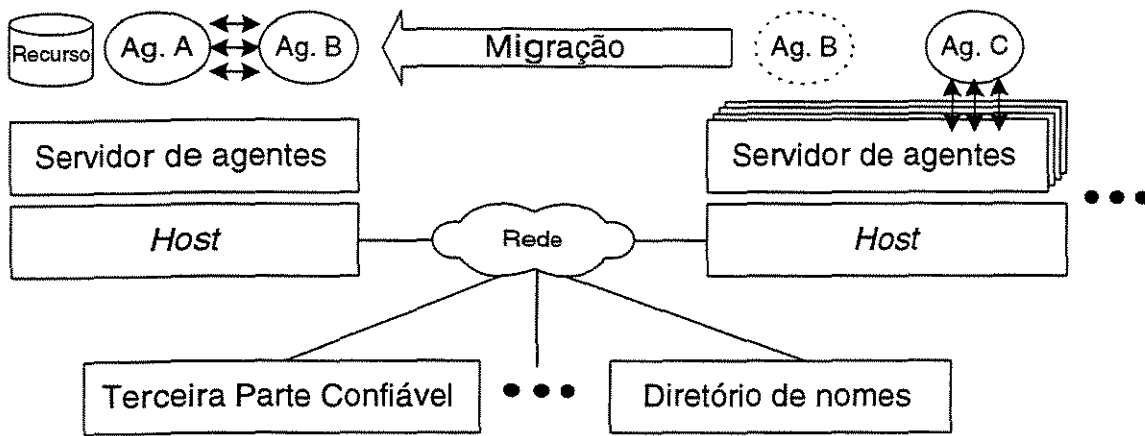 Recurso
Ag. A
Ag. B
Migração
Ag. B
Ag. C
Servidor de agentes
Servidor de agentes
Host
Rede
Host
Terceira Parte Confiável
Diretório de nomes